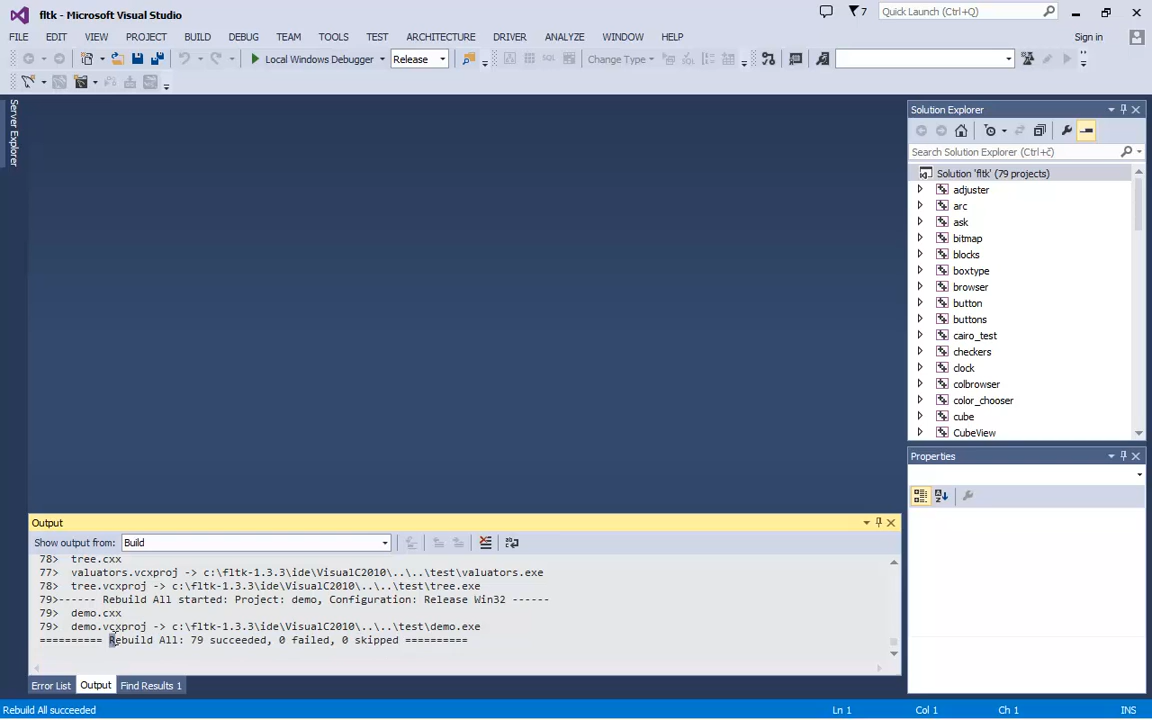 fltk - Microsoft Visual Studio
7
Quick Launch (Ctrl+Q)
FILE EDIT VIEW PROJECT BUILD DEBUG TEAM TOOLS TEST ARCHITECTURE DRIVER ANALYZE WINDOW HELP
Sign in
Local Windows Debugger
Release
Change Type
Server Explorer
Solution Explorer
Search Solution Explorer (Ctrl+č)
Solution 'fltk' (79 projects)
adjuster
arc
ask
bitmap
blocks
boxtype
browser
button
buttons
cairo_test
checkers
clock
colbrowser
color_chooser
cube
CubeView
Properties
Output
Show output from: Build
78> tree.cxx
77> valuators.vcxproj -> c:\fltk-1.3.3\ide\VisualC2010\..\..\test\valuators.exe
78> tree.vcxproj -> c:\fltk-1.3.3\ide\VisualC2010\..\..\test\tree.exe
79>------ Rebuild All started: Project: demo, Configuration: Release Win32 ------
79> demo.cxx
79> demo.vcxproj -> c:\fltk-1.3.3\ide\VisualC2010\..\..\test\demo.exe
========== Rebuild All: 79 succeeded, 0 failed, 0 skipped ==========
Error List Output Find Results 1
Rebuild All succeeded Ln 1 Col 1 Ch 1 INS